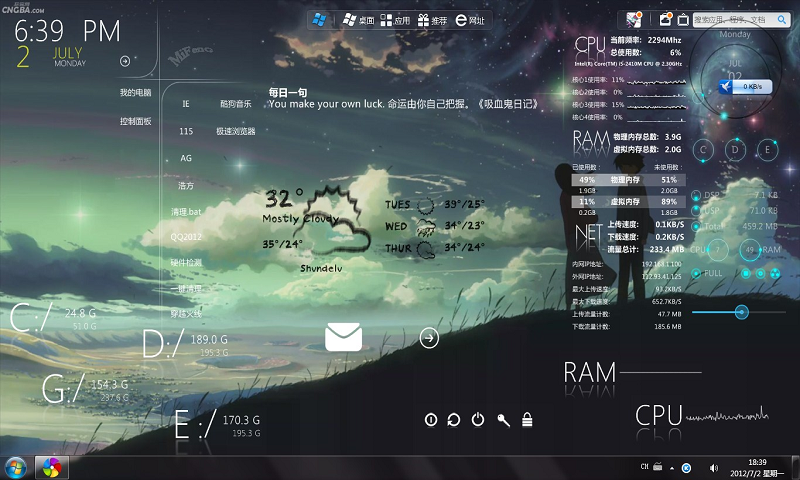 品玩网
CNGBA.COM
6:39 PM
2
JULY
MONDAY
桌面
应用
推荐
网址
搜索应用、程序、文档
我的电脑
控制面板
IE
酷狗音乐
115
极速浏览器
AG
浩方
清理.bat
QQ2012
硬件检测
一键清理
穿越火线
每日一句
You make your own luck. 命运由你自己把握。《吸血鬼日记》
32°
Mostly Cloudy
35°/24°
Shundelv
TUES 33°/25°
WED 34°/23°
THUR 34°/24°
CPU
当前频率: 2294Mhz
总使用数: 6%
Intel(R) Core(TM) i5-2410M CPU @ 2.30GHz
核心1使用率: 11%
核心2使用率: 0%
核心3使用率: 15%
核心4使用率: 0%
RAM
物理内存总数: 3.9G
虚拟内存总数: 2.0G
已使用数: 未使用数:
49% 物理内存 51%
1.9GB 2.0GB
11% 虚拟内存 89%
0.2GB 1.8GB
NET
上传速度: 0.1KB/S
下载速度: 0.2KB/S
流量总计: 233.4 MB
内网IP地址: 192.168.1.100
外网IP地址: 112.93.41.125
最大上传速度: 93.2KB/S
最大下载速度: 652.7KB/S
上传流量计数: 47.7 MB
下载流量计数: 185.6 MB
Monday
JUL
02
0 KB/s
C D E
DSP 7.1 KB
USP 71.0 KB
Total 459.2 MB
CPU 7 49 RAM
FULL
C:/ 24.8 G
51.0 G
D:/ 189.0 G
195.3 G
G:/ 154.3 G
237.6 G
E:/ 170.3 G
195.3 G
RAM
CPU
CH
18:39
2012/7/2 星期一